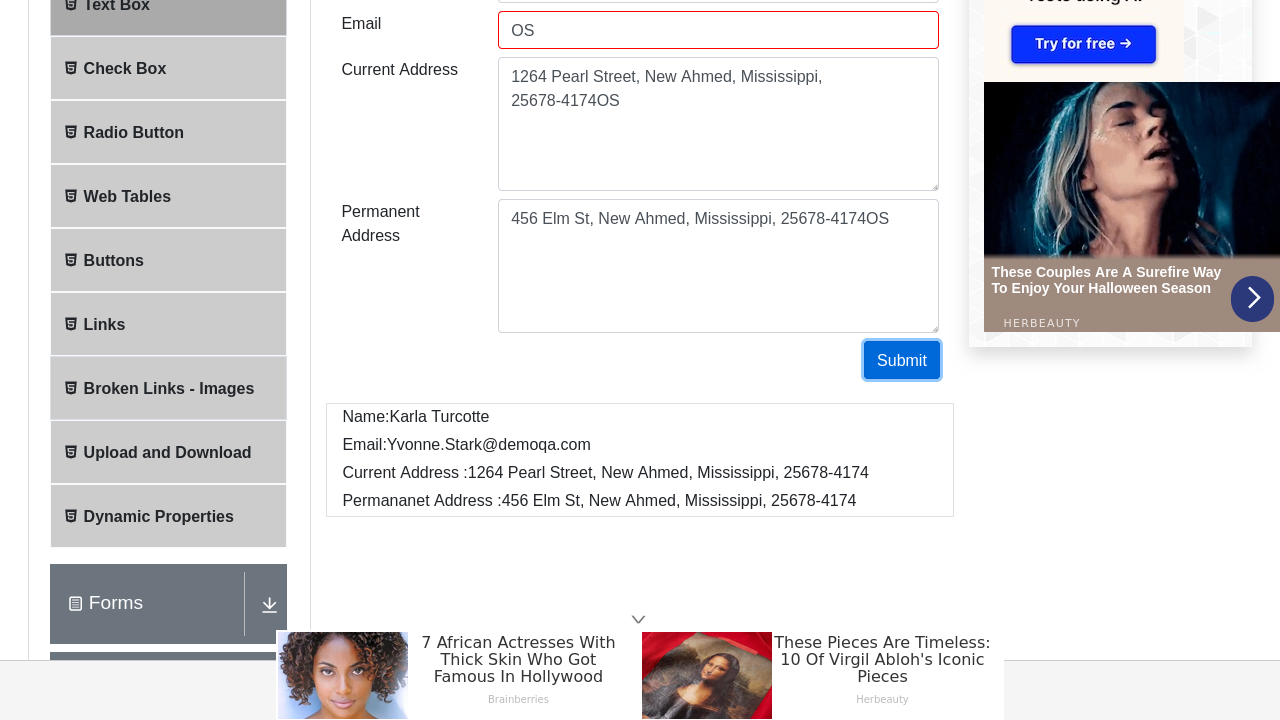 Text Box
Check Box
Radio Button
Web Tables
Buttons
Links
Broken Links - Images
Upload and Download
Dynamic Properties
Forms
Email
OS
Current Address
1264 Pearl Street, New Ahmed, Mississippi,
25678-4174OS
Permanent
Address
456 Elm St, New Ahmed, Mississippi, 25678-4174OS
Submit
Name:Karla Turcotte
Email:Yvonne.Stark@demoqa.com
Current Address :1264 Pearl Street, New Ahmed, Mississippi, 25678-4174
Permananet Address :456 Elm St, New Ahmed, Mississippi, 25678-4174
Try for free →
These Couples Are A Surefire Way
To Enjoy Your Halloween Season
HERBEAUTY
7 African Actresses With
Thick Skin Who Got
Famous In Hollywood
Brainberries
These Pieces Are Timeless:
10 Of Virgil Abloh's Iconic
Pieces
Herbeauty